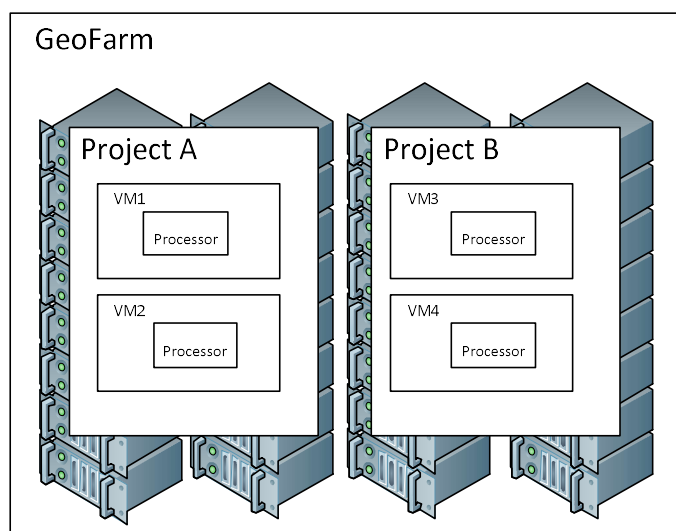 GeoFarm
Project A
Project B
VM1
Processor
VM2
Processor
VM3
Processor
VM4
Processor